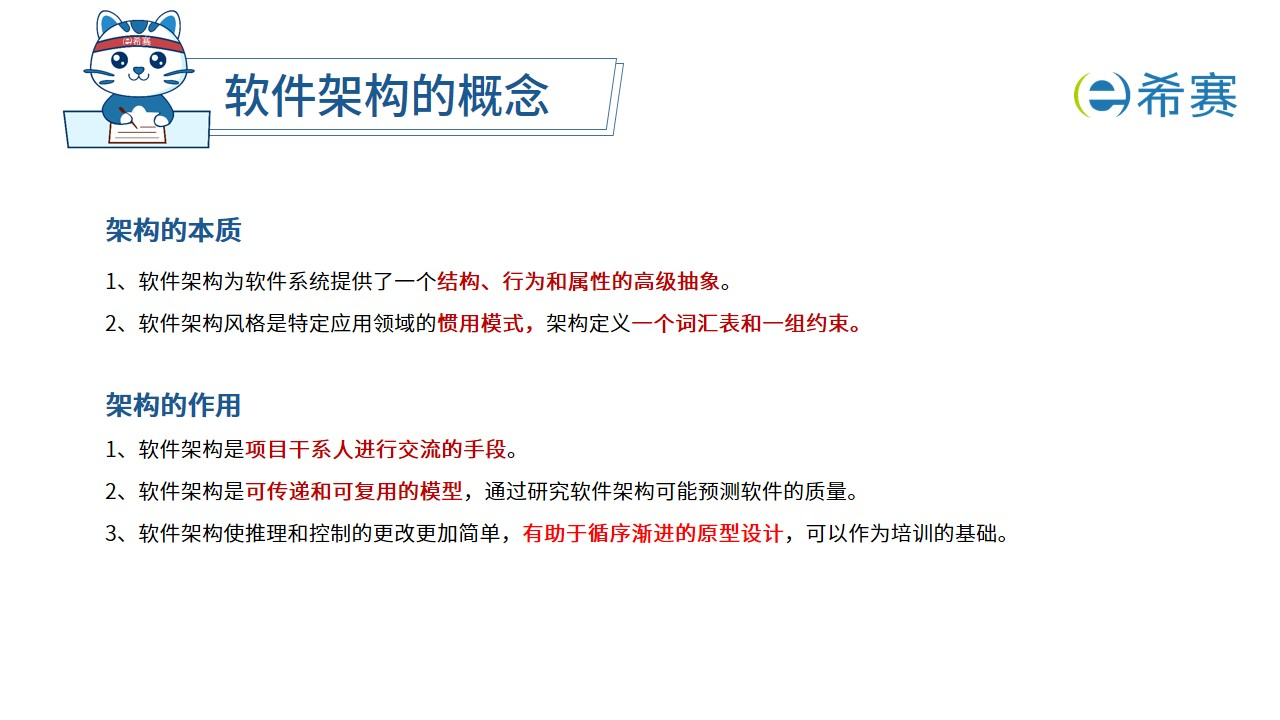 希赛
软件架构的概念
希赛
架构的本质
1、软件架构为软件系统提供了一个结构、行为和属性的高级抽象。
2、软件架构风格是特定应用领域的惯用模式，架构定义一个词汇表和一组约束。
架构的作用
1、软件架构是项目干系人进行交流的手段。
2、软件架构是可传递和可复用的模型，通过研究软件架构可能预测软件的质量。
3、软件架构使推理和控制的更改更加简单，有助于循序渐进的原型设计，可以作为培训的基础。